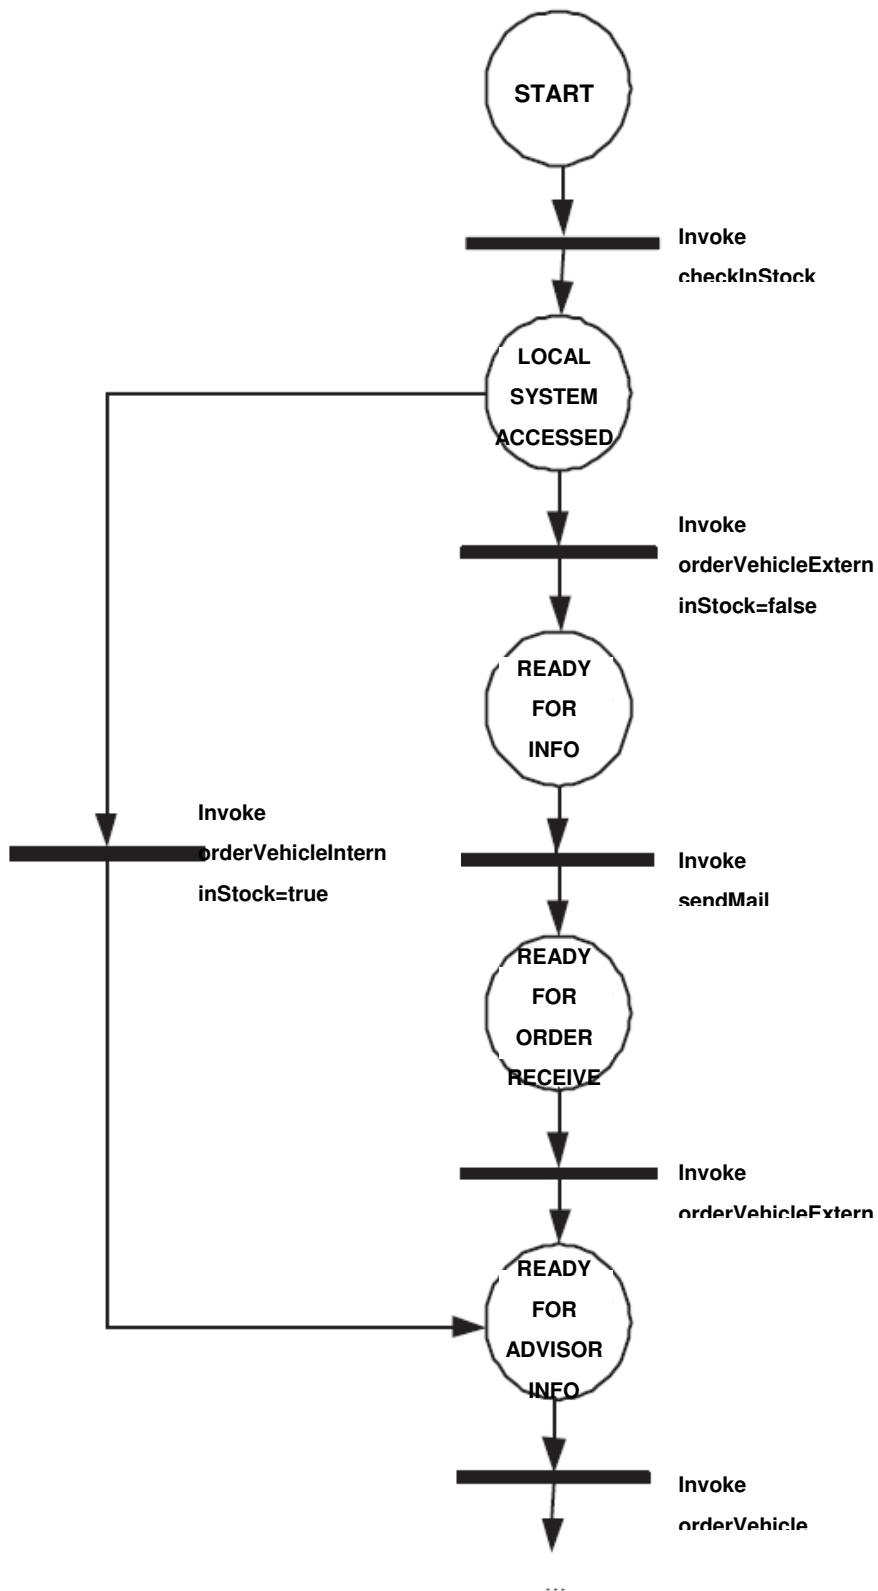 START
Invoke
checkInStock
LOCAL
SYSTEM
ACCESSED
Invoke
orderVehicleExtern
inStock=false
READY
FOR
INFO
Invoke
orderVehicleIntern
inStock=true
Invoke
sendMail
READY
FOR
ORDER
RECEIVE
Invoke
orderVehicleExtern
READY
FOR
ADVISOR
INFO
Invoke
orderVehicle
...